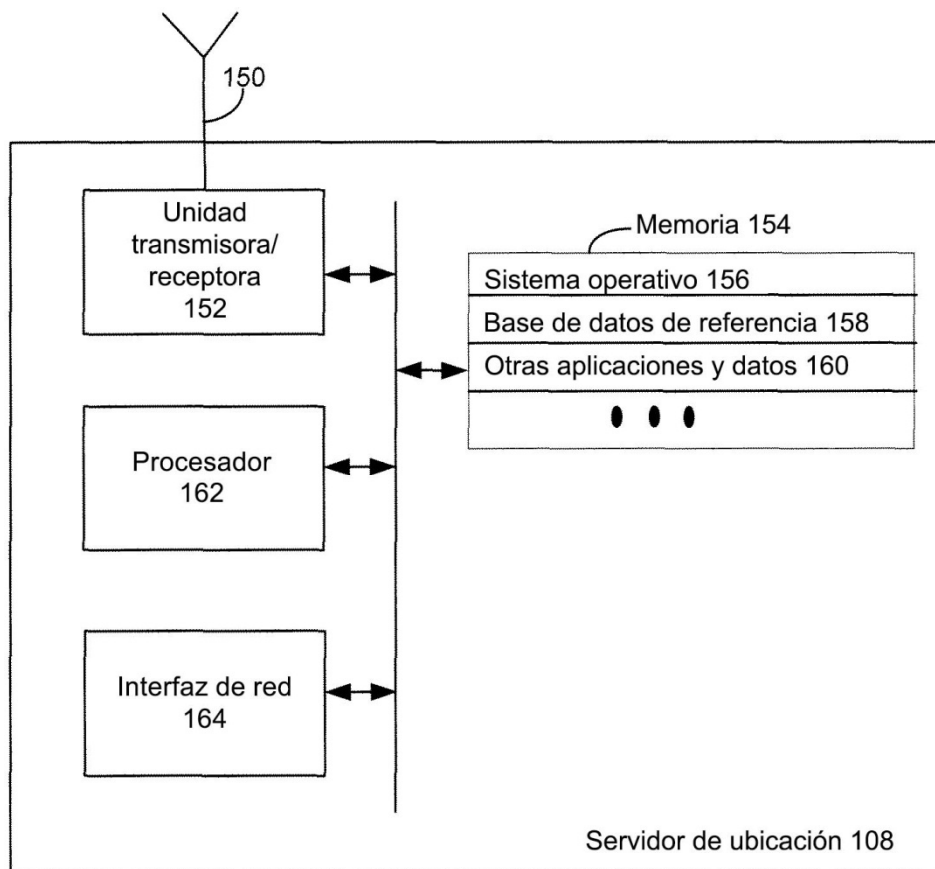 150
Unidad
transmisora/
receptora
152
Memoria 154
Sistema operativo 156
Base de datos de referencia 158
Otras aplicaciones y datos 160
Procesador
162
Interfaz de red
164
Servidor de ubicación 108